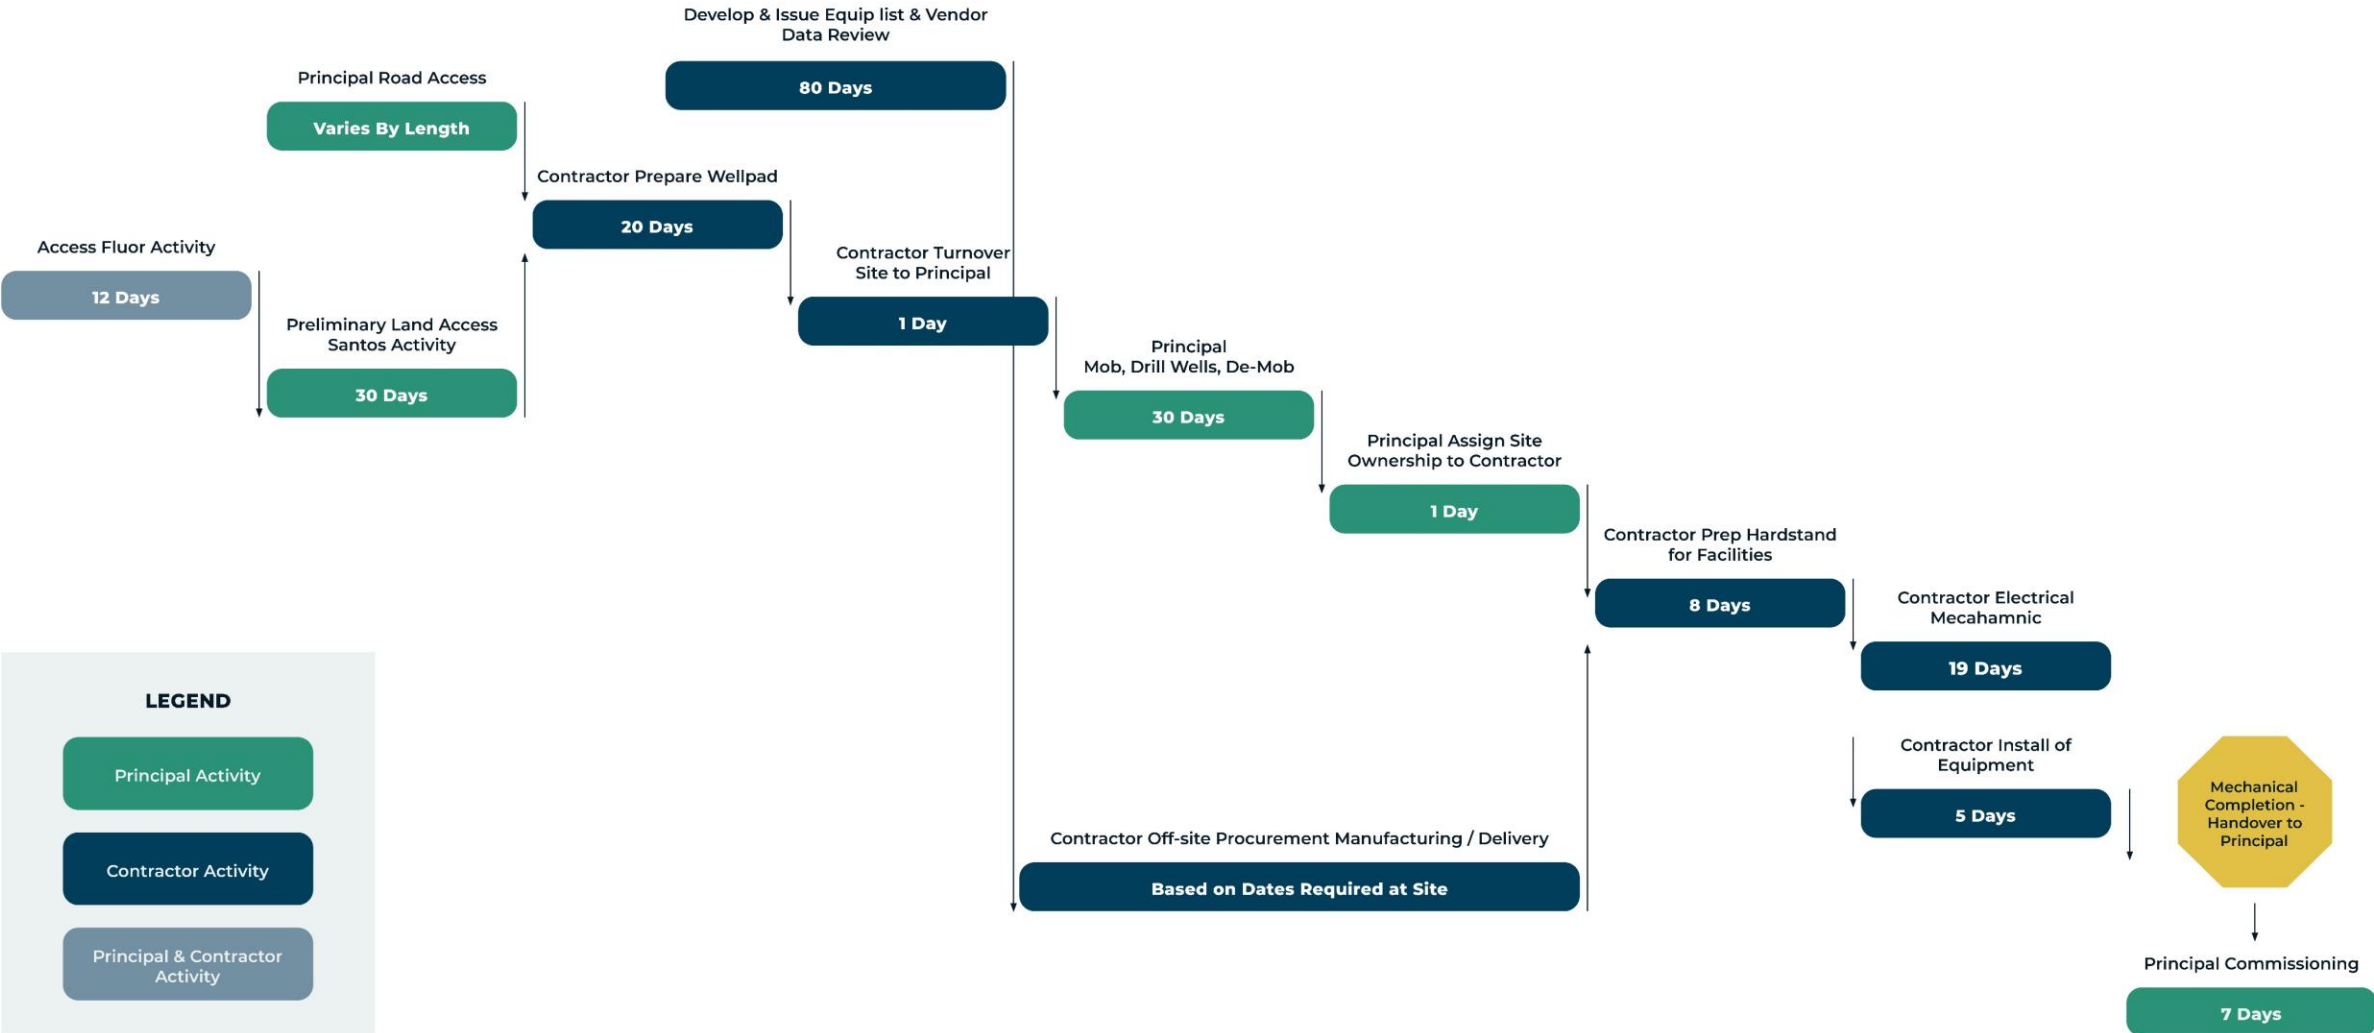 Develop & Issue Equip list & Vendor
Data Review
80 Days
Principal Road Access
Varies By Length
Contractor Prepare Wellpad
20 Days
Access Fluor Activity
12 Days
Contractor Turnover
Site to Principal
1 Day
Preliminary Land Access
Santos Activity
30 Days
Principal
Mob, Drill Wells, De-Mob
30 Days
Principal Assign Site
Ownership to Contractor
1 Day
Contractor Prep Hardstand
for Facilities
8 Days
Contractor Electrical
Mecahamnic
19 Days
Contractor Install of
Equipment
5 Days
Mechanical
Completion -
Handover to
Principal
Contractor Off-site Procurement Manufacturing / Delivery
Based on Dates Required at Site
Principal Commissioning
7 Days
LEGEND
Principal Activity
Contractor Activity
Principal & Contractor
Activity